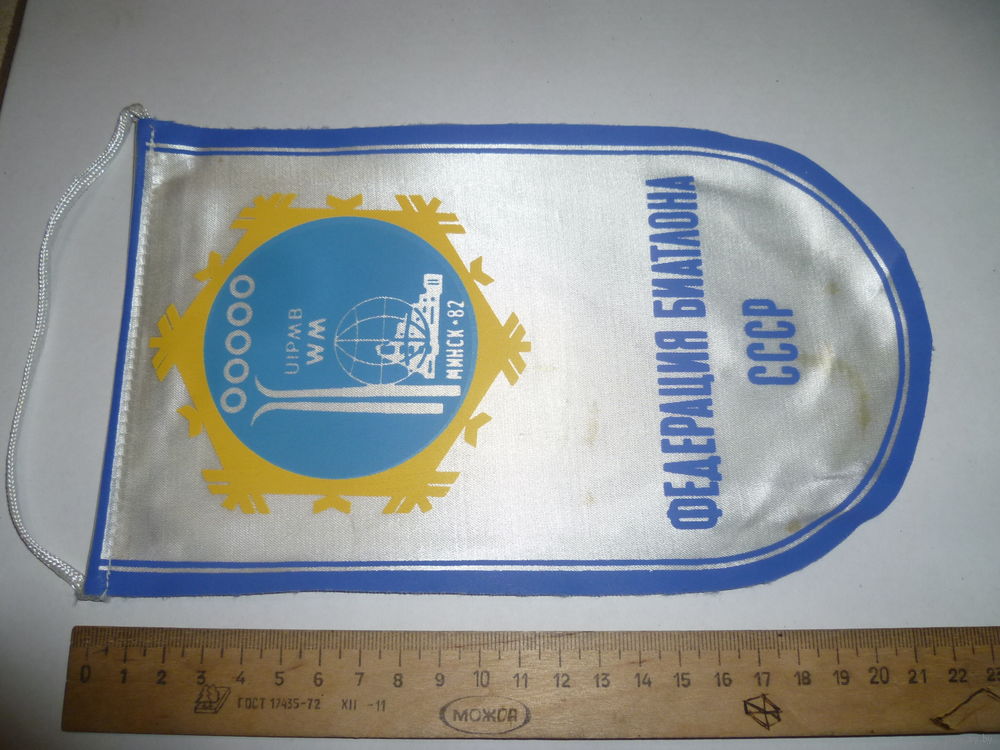 UIPMB
WM
МИНСК·82
ФЕДЕРАЦИЯ БИАТЛОНА
СССР
0 1 2 3 4 5 6 7 8 9 10 11 12 13 14 15 16 17 18 19 20 21 22 23
ГОСТ 17435-72 XII -11
МОЖГА